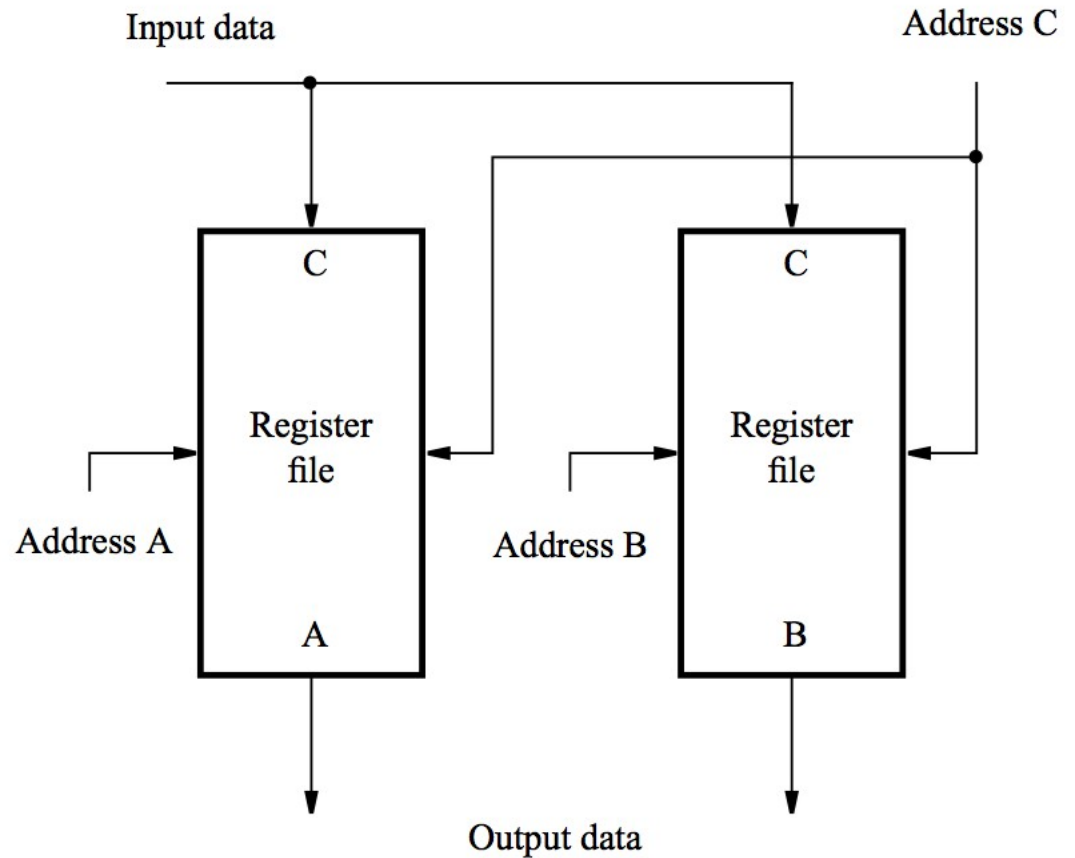 Input data
Address C
C
C
Register
file
Register
file
Address A
Address B
A
B
Output data